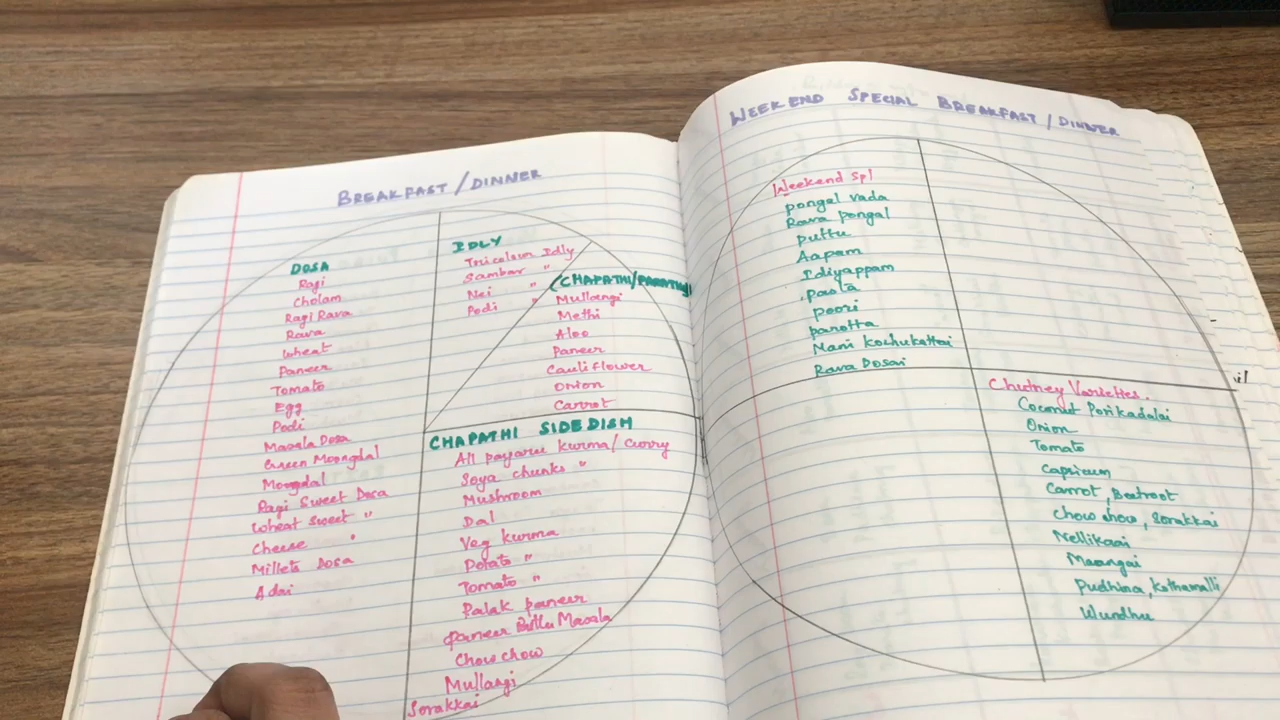 BREAKFAST/DINNER
DOSA
Ragi
Cholam
Ragi Rava
Rava
Wheat
Paneer
Tomato
Egg
Podi
Masala Dosa
Green Moongdal
Moongdal
Ragi Sweet Dosa
Wheat Sweet "
Cheese "
Millets Dosa
Adai
IDLY
Tricolour Idly
Sambar "
Nei "
Podi "
(CHAPATHI/PARATHA)
Mullangi
Methi
Aloo
Paneer
Cauliflower
Onion
Carrot
CHAPATHI SIDE DISH
All payaru kurma/curry
Soya chunks "
Mushroom
Dal
Veg kurma
Potato "
Tomato "
Palak paneer
Paneer Masala
Chow chow
Mullangi
Sorakkai
WEEKEND SPECIAL BREAKFAST/DINNER
Weekend Spl
pongal vada
Rava pongal
puttu
Aapam
Idiyappam
pasta
poori
parotta
Mani kozhukattai
Rava Dosai
Chutney Varieties.
Coconut Porikadalai
Onion
Tomato
Capsicum
Carrot, Beetroot
Chow chow, Sorakkai
Nellikaai
Maangai
Pudhina, Kothamalli